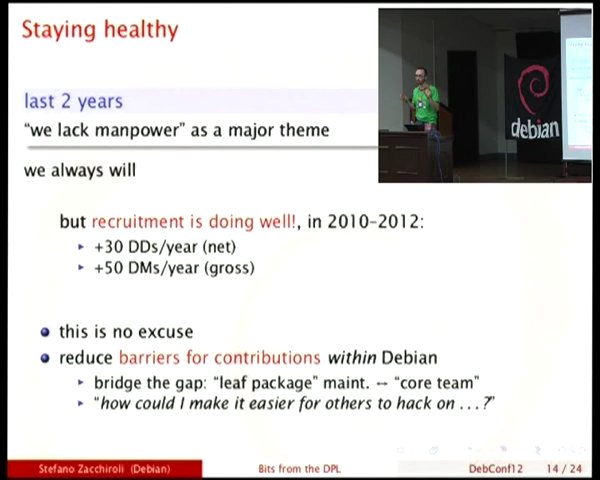 Staying healthy
last 2 years
“we lack manpower” as a major theme
we always will
but recruitment is doing well!, in 2010–2012:
+30 DDs/year (net)
+50 DMs/year (gross)
this is no excuse
reduce barriers for contributions within Debian
bridge the gap: “leaf package” maint. ↔ “core team”
“how could I make it easier for others to hack on ...?”
debian
Stefano Zacchiroli (Debian) Bits from the DPL DebConf12 14 / 24